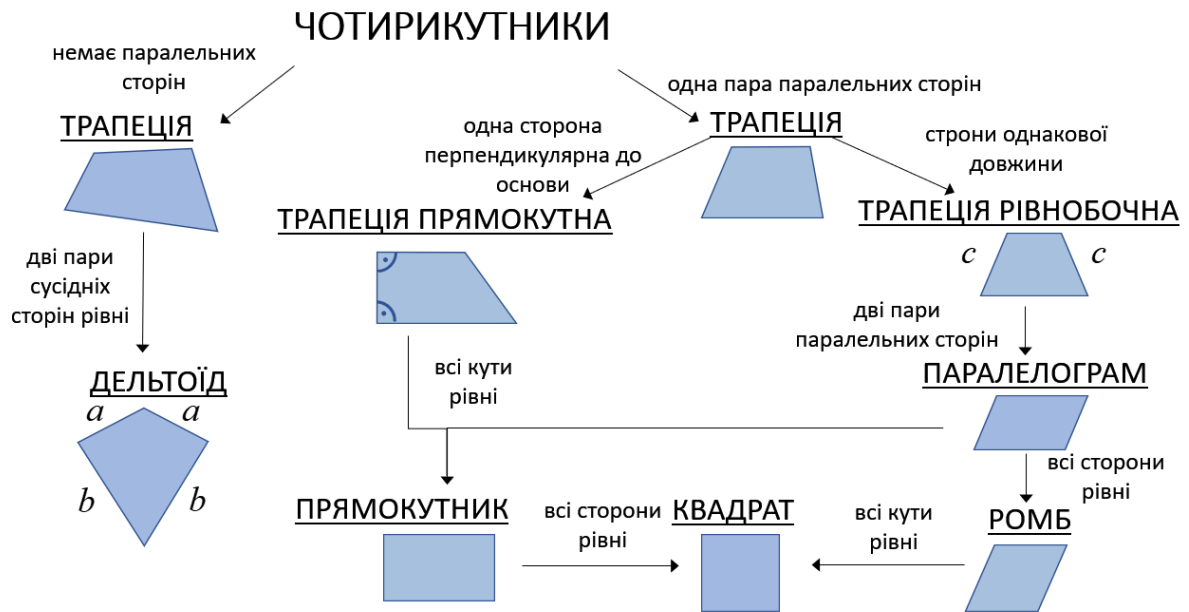 ЧОТИРИКУТНИКИ
немає паралельних
сторін
ТРАПЕЦІЯ
дві пари
сусідніх
сторін рівні
ДЕЛЬТОЇД
a a
b b
одна пара паралельних сторін
ТРАПЕЦІЯ
одна сторона
перпендикулярна до
основи
ТРАПЕЦІЯ ПРЯМОКУТНА
строни однакової
довжини
ТРАПЕЦІЯ РІВНОБОЧНА
c c
дві пари
паралельних сторін
ПАРАЛЕЛОГРАМ
всі кути
рівні
всі сторони
рівні
ПРЯМОКУТНИК
всі сторони
рівні
КВАДРАТ
всі кути
рівні
РОМБ